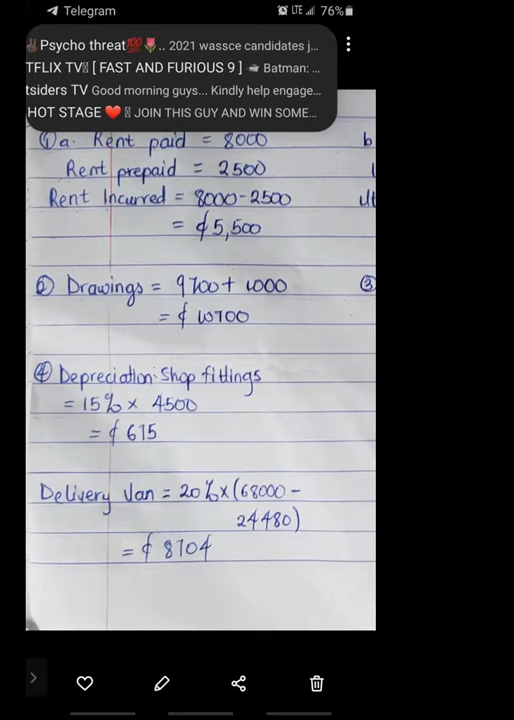 Telegram LTE 76%
Psycho threat💯🌷.. 2021 wassce candidates j...
TFLIX TV [ FAST AND FURIOUS 9 ] Batman: ...
tsiders TV Good morning guys... Kindly help engage...
HOT STAGE ❤️ JOIN THIS GUY AND WIN SOME...
①a. Rent paid = 8000 b
Rent prepaid = 2500
Rent Incurred = 8000-2500 Ut
= ¢5,500
② Drawings = 9700+1000 ③
= ¢10700
④ Depreciation: Shop fittings
= 15% × 4500
= ¢675
Delivery Van = 20%×(68000-
24480)
= ¢8704